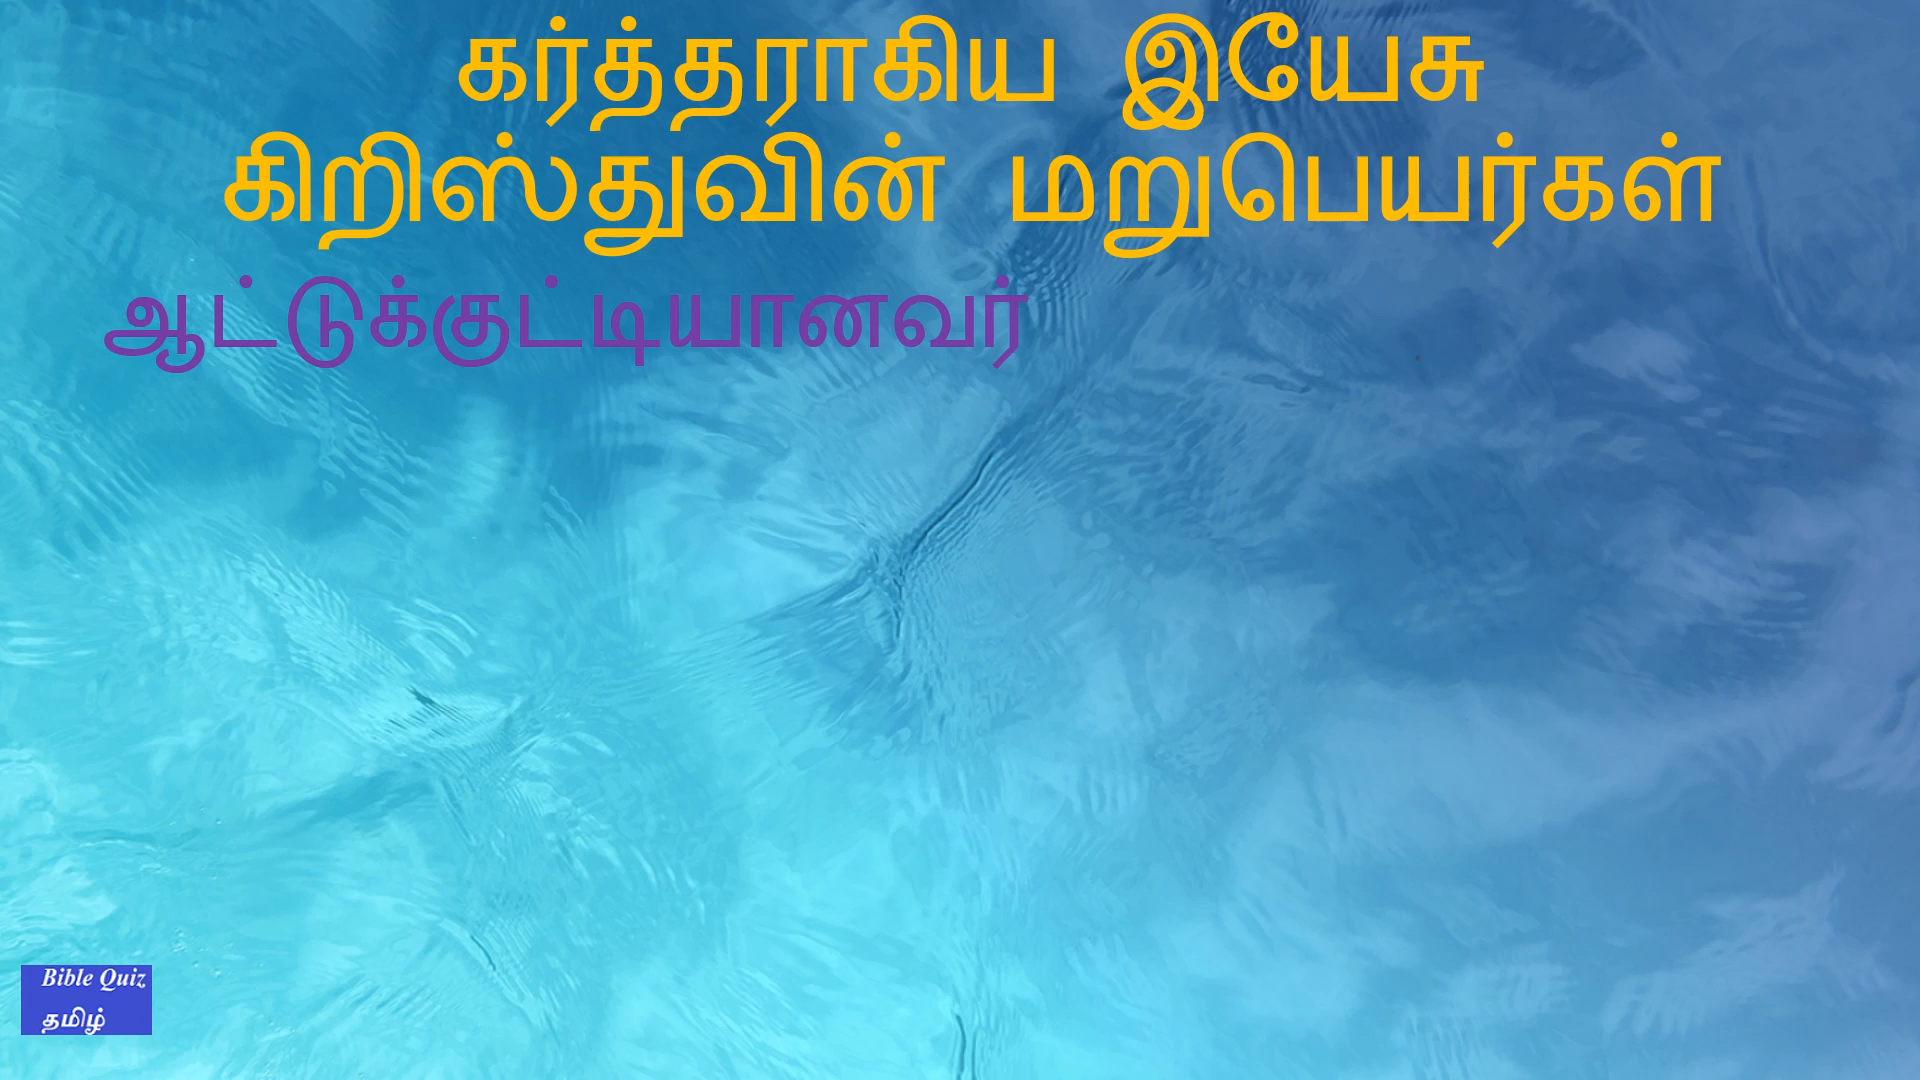 கர்த்தராகிய இயேசு
கிறிஸ்துவின் மறுபெயர்கள்
ஆட்டுக்குட்டியானவர்
Bible Quiz
தமிழ்